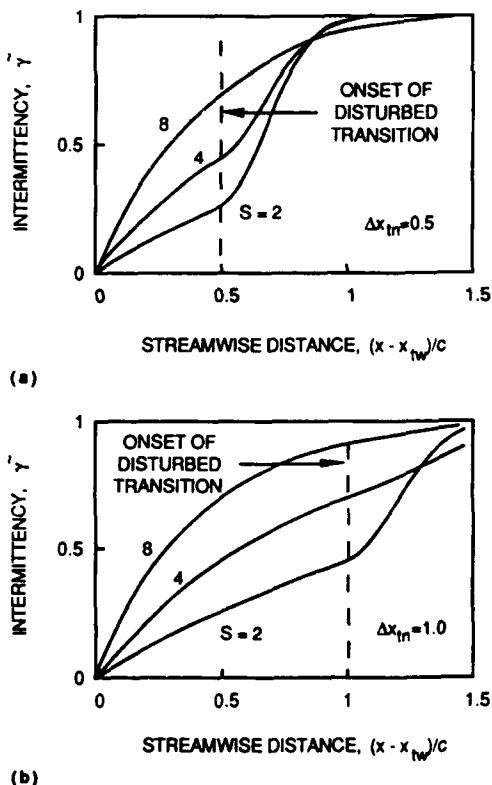 INTERMITTENCY, γ̃
1
0.5
0
8
4
S = 2
ONSET OF
DISTURBED
TRANSITION
Δx_tn=0.5
0 0.5 1 1.5
STREAMWISE DISTANCE, (x - x_tw)/c
(a)
INTERMITTENCY, γ̃
1
0.5
0
ONSET OF
DISTURBED
TRANSITION
8
4
S = 2
Δx_tn=1.0
0 0.5 1 1.5
STREAMWISE DISTANCE, (x - x_tw)/c
(b)